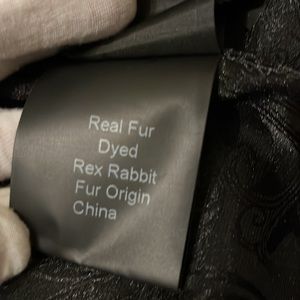 Real Fur
Dyed
Rex Rabbit
Fur Origin
China